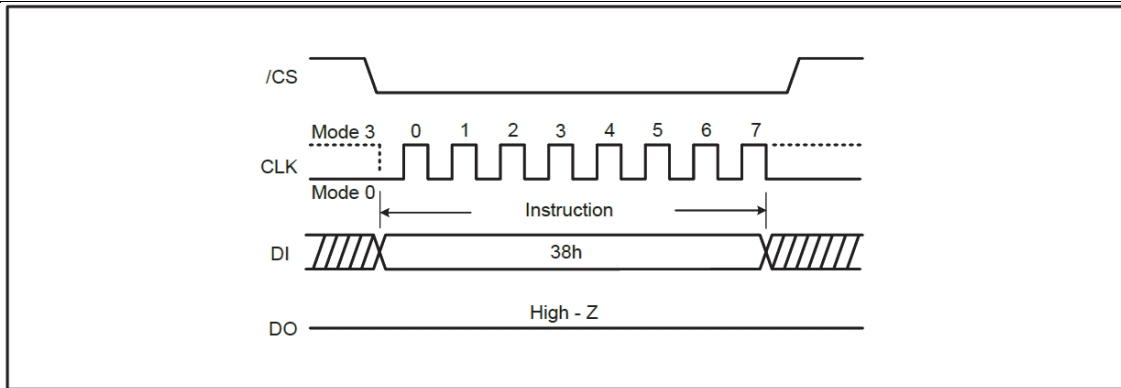 /CS
Mode 3 0 1 2 3 4 5 6 7
CLK
Mode 0
Instruction
DI 38h
High - Z
DO